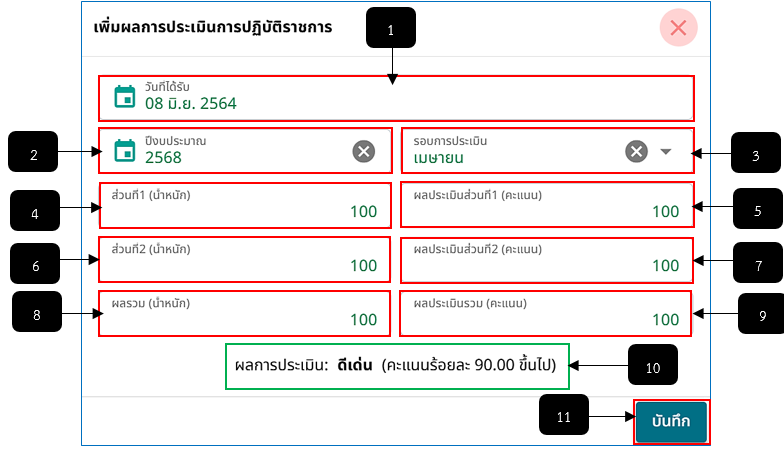 เพิ่มผลการประเมินการปฏิบัติราชการ
1
วันที่ได้รับ
08 มิ.ย. 2564
2
ปีงบประมาณ
2568
รอบการประเมิน
เมษายน
3
4
ส่วนที่1 (น้ำหนัก)
100
ผลประเมินส่วนที่1 (คะแนน)
100
5
6
ส่วนที่2 (น้ำหนัก)
100
ผลประเมินส่วนที่2 (คะแนน)
100
7
8
ผลรวม (น้ำหนัก)
100
ผลประเมินรวม (คะแนน)
100
9
ผลการประเมิน: ดีเด่น (คะแนนร้อยละ 90.00 ขึ้นไป)
10
11
บันทึก